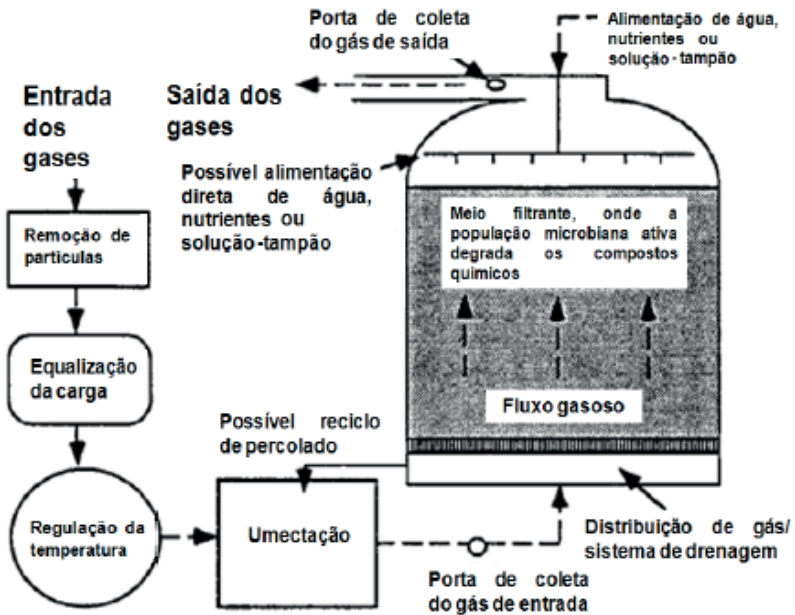 Porta de coleta
do gás de saída
Alimentação de água,
nutrientes ou
solução-tampão
Entrada
dos
gases
Saída dos
gases
Possível alimentação
direta de água,
nutrientes ou
solução-tampão
Remoção de
particulas
Meio filtrante, onde a
população microbiana ativa
degrada os compostos
quimicos
Equalização
da carga
Fluxo gasoso
Possível reciclo
de percolado
Regulação da
temperatura
Umectação
Distribuição de gás/
sistema de drenagem
Porta de coleta
do gás de entrada